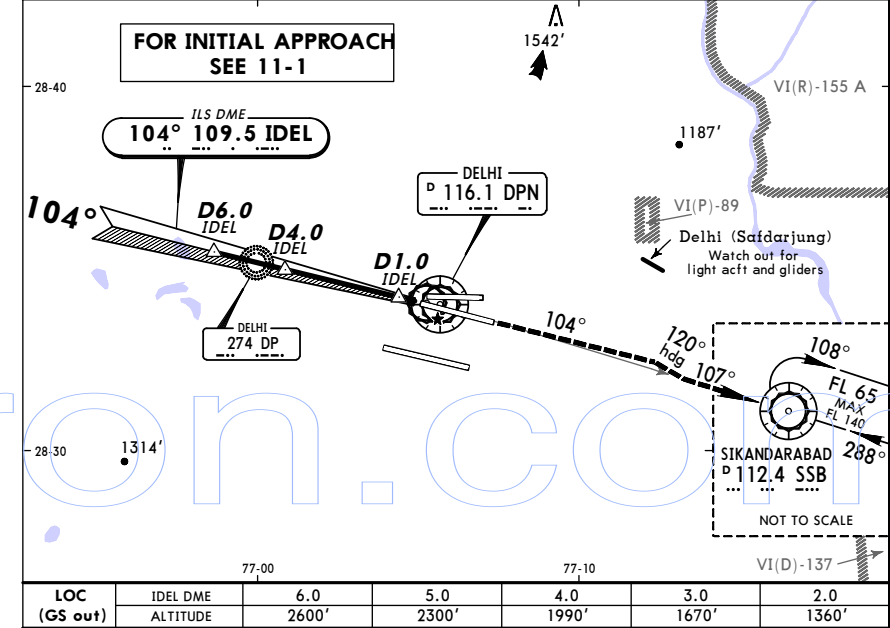 FOR INITIAL APPROACH
SEE 11-1
1542'
28-40
VI(R)-155 A
ILS DME
104° 109.5 IDEL
1187'
DELHI
D 116.1 DPN
104°
D6.0
IDEL
VI(P)-89
D4.0
IDEL
Delhi (Safdarjung)
Watch out for
light acft and gliders
D1.0
IDEL
DELHI
274 DP
104°
120°
hdg
107°
108°
FL 65
MAX
FL 140
288°
28-30
1314'
SIKANDARABAD
D 112.4 SSB
NOT TO SCALE
on.com
77-00
77-10
VI(D)-137
LOC IDEL DME 6.0 5.0 4.0 3.0 2.0
(GS out) ALTITUDE 2600' 2300' 1990' 1670' 1360'